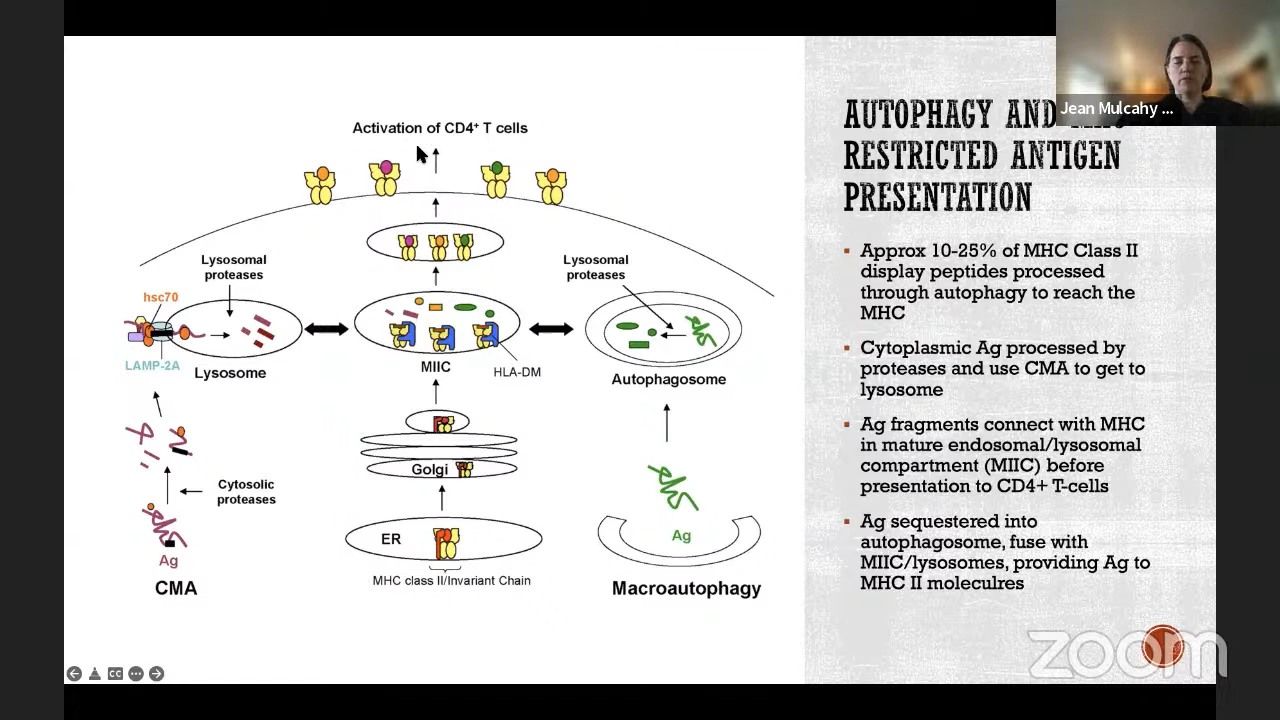 Jean Mulcahy ...
AUTOPHAGY AND
RESTRICTED ANTIGEN
PRESENTATION
▪ Approx 10-25% of MHC Class II
display peptides processed
through autophagy to reach the
MHC
▪ Cytoplasmic Ag processed by
proteases and use CMA to get to
lysosome
▪ Ag fragments connect with MHC
in mature endosomal/lysosomal
compartment (MIIC) before
presentation to CD4+ T-cells
▪ Ag sequestered into
autophagosome, fuse with
MIIC/lysosomes, providing Ag to
MHC II moleculres
Activation of CD4⁺ T cells
Lysosomal
proteases
Lysosomal
proteases
hsc70
LAMP-2A
Lysosome
MIIC
HLA-DM
Autophagosome
Golgi
Cytosolic
proteases
Ag
CMA
ER
MHC class II/Invariant Chain
Ag
Macroautophagy
CC
zoom